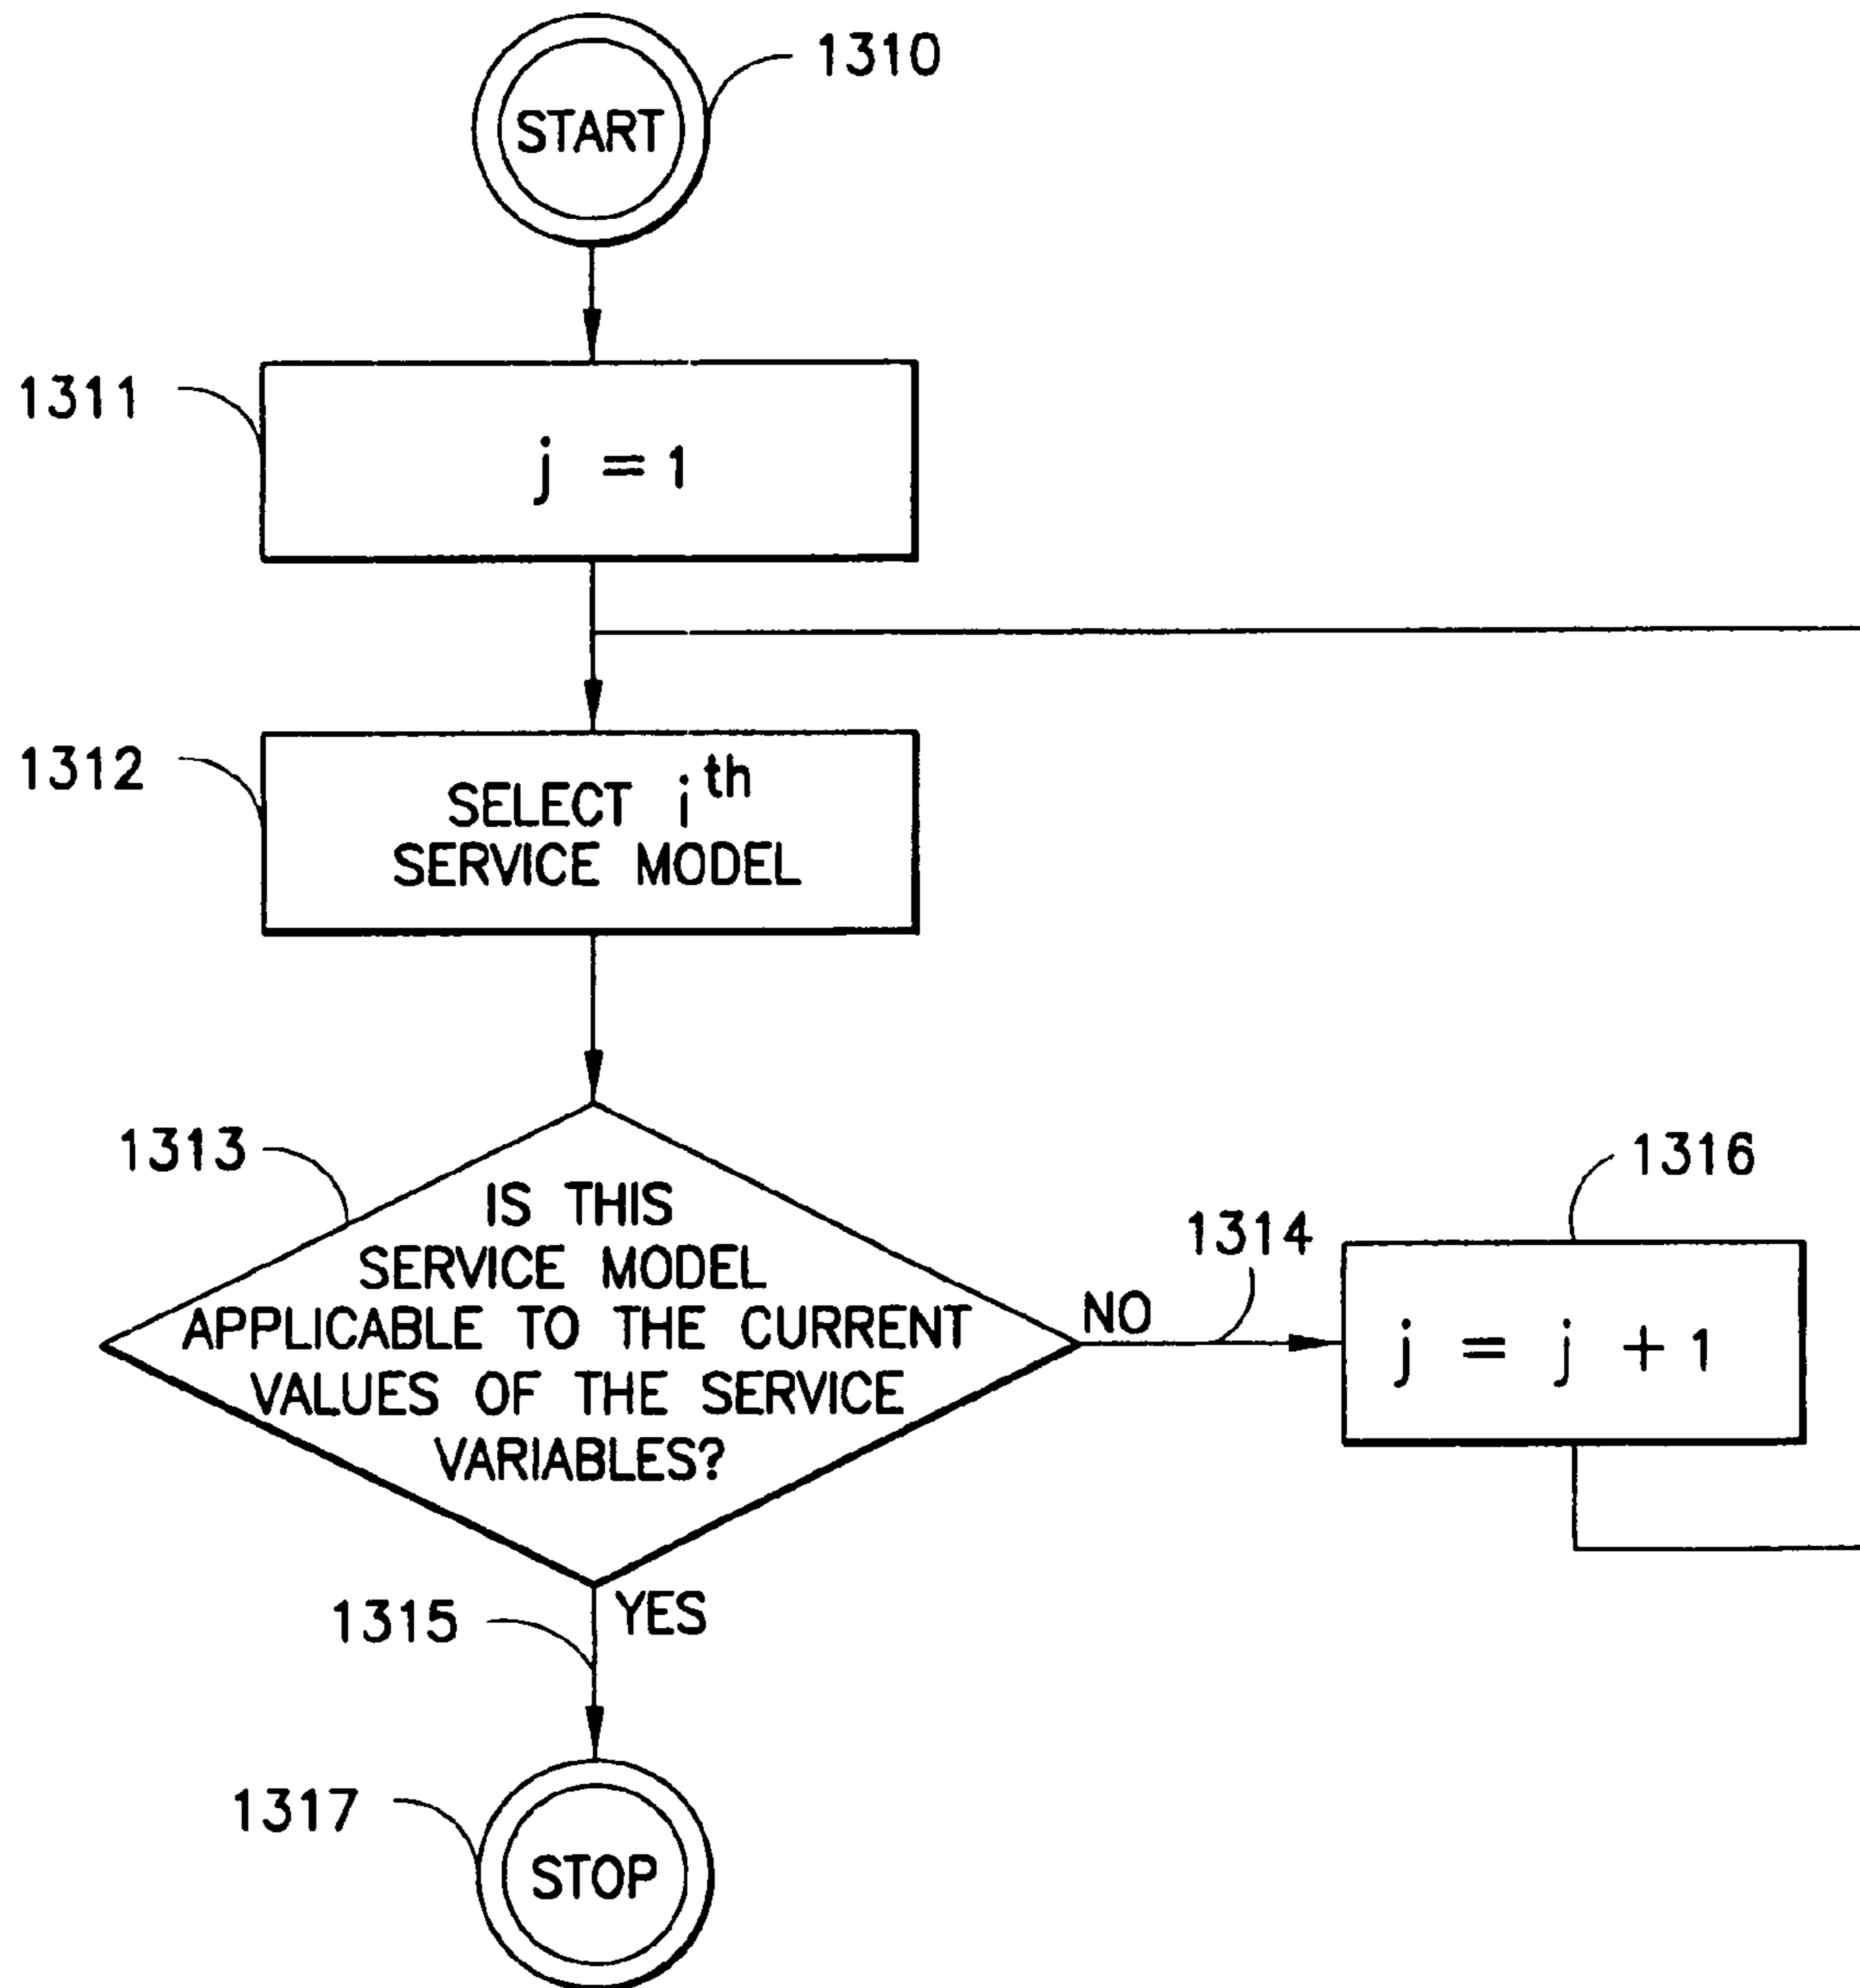 1310
START
1311
j = 1
1312
SELECT i^th
SERVICE MODEL
1313
IS THIS
SERVICE MODEL
APPLICABLE TO THE CURRENT
VALUES OF THE SERVICE
VARIABLES?
1314
NO
1316
j = j + 1
1315
YES
1317
STOP